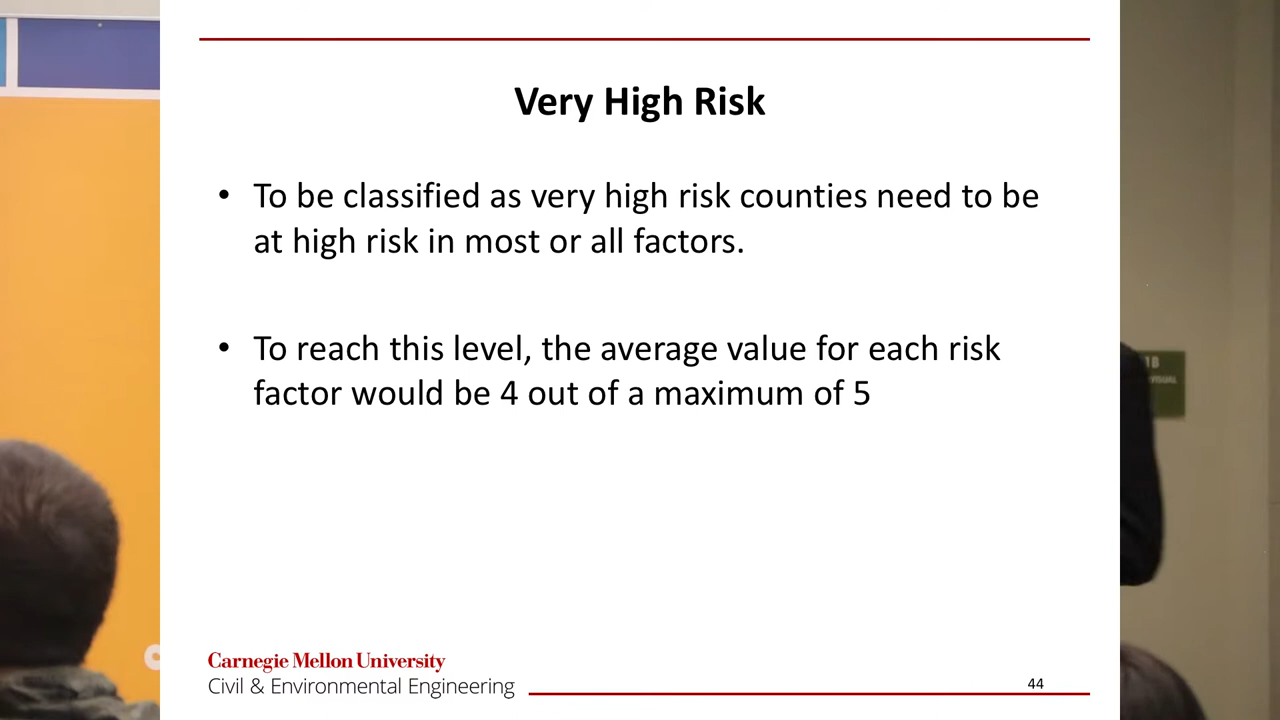 Very High Risk
• To be classified as very high risk counties need to be
at high risk in most or all factors.
• To reach this level, the average value for each risk
factor would be 4 out of a maximum of 5
Carnegie Mellon University
Civil & Environmental Engineering
44
1B